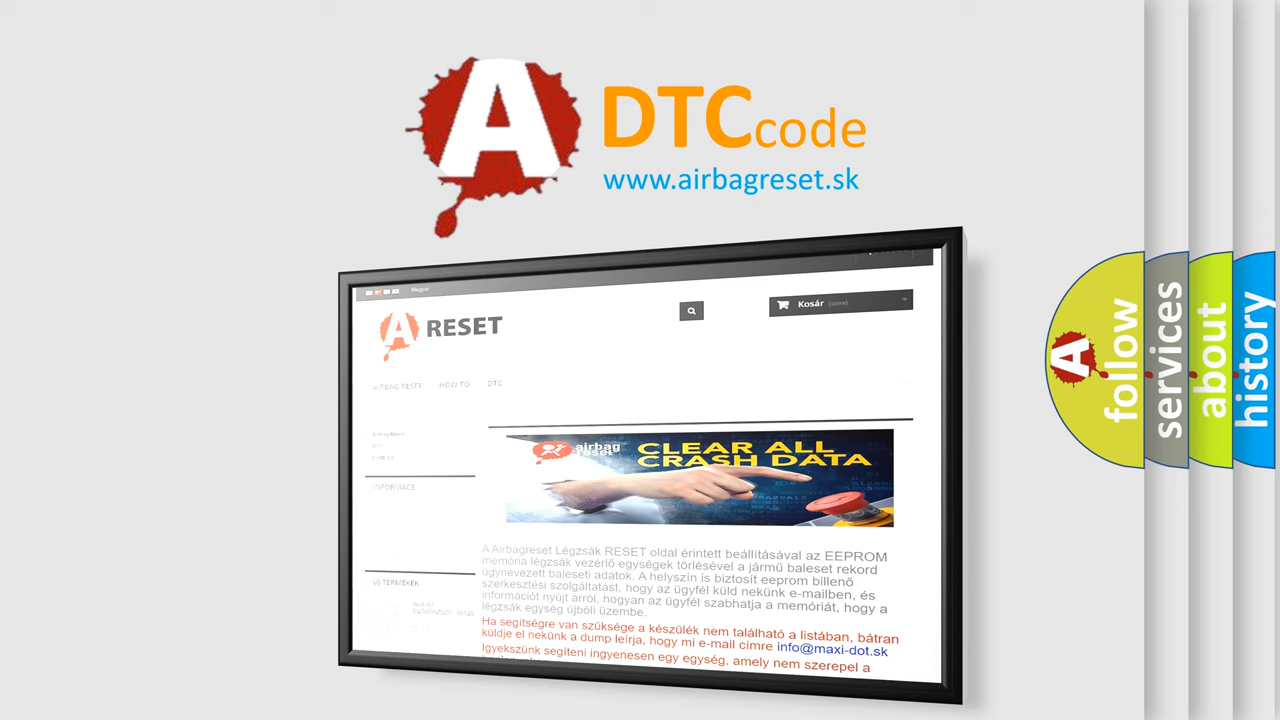 A
DTCcode
www.airbagreset.sk
Magyar
A RESET
Kosár (üres)
AIRBAG RESET HOW TO DTC
INFORMACE
ÚJ TERMÉKEK
airbag
reset
CLEAR ALL
CRASH DATA
A Airbagreset Légzsák RESET oldal érintett beállításával az EEPROM
memória légzsák vezérlő egységek törlésével a jármű baleset rekord
úgynevezett baleseti adatok. A helyszín is biztosít eeprom billenő
szerkesztési szolgáltatást, hogy az ügyfél küld nekünk e-mailben, és
információt nyújt arról, hogyan az ügyfél szabhatja a memóriát, hogy a
légzsák egység újbóli üzembe.
Ha segítségre van szüksége a készülék nem található a listában, bátran
küldje el nekünk a dump leírja, hogy mi e-mail címre info@maxi-dot.sk
Igyekszünk segíteni ingyenesen egy egység, amely nem szerepel a
A
follow
services
about
history